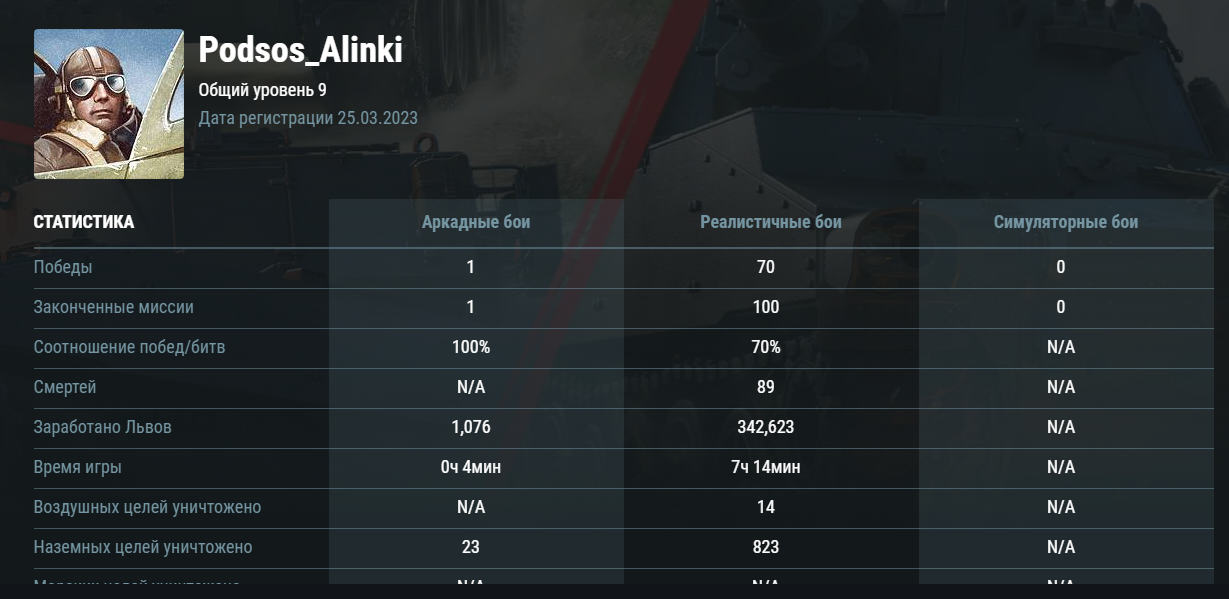 Podsos_Alinki
Общий уровень 9
Дата регистрации 25.03.2023
СТАТИСТИКА Аркадные бои Реалистичные бои Симуляторные бои
Победы 1 70 0
Законченные миссии 1 100 0
Соотношение побед/битв 100% 70% N/A
Смертей N/A 89 N/A
Заработано Львов 1,076 342,623 N/A
Время игры 0ч 4мин 7ч 14мин N/A
Воздушных целей уничтожено N/A 14 N/A
Наземных целей уничтожено 23 823 N/A